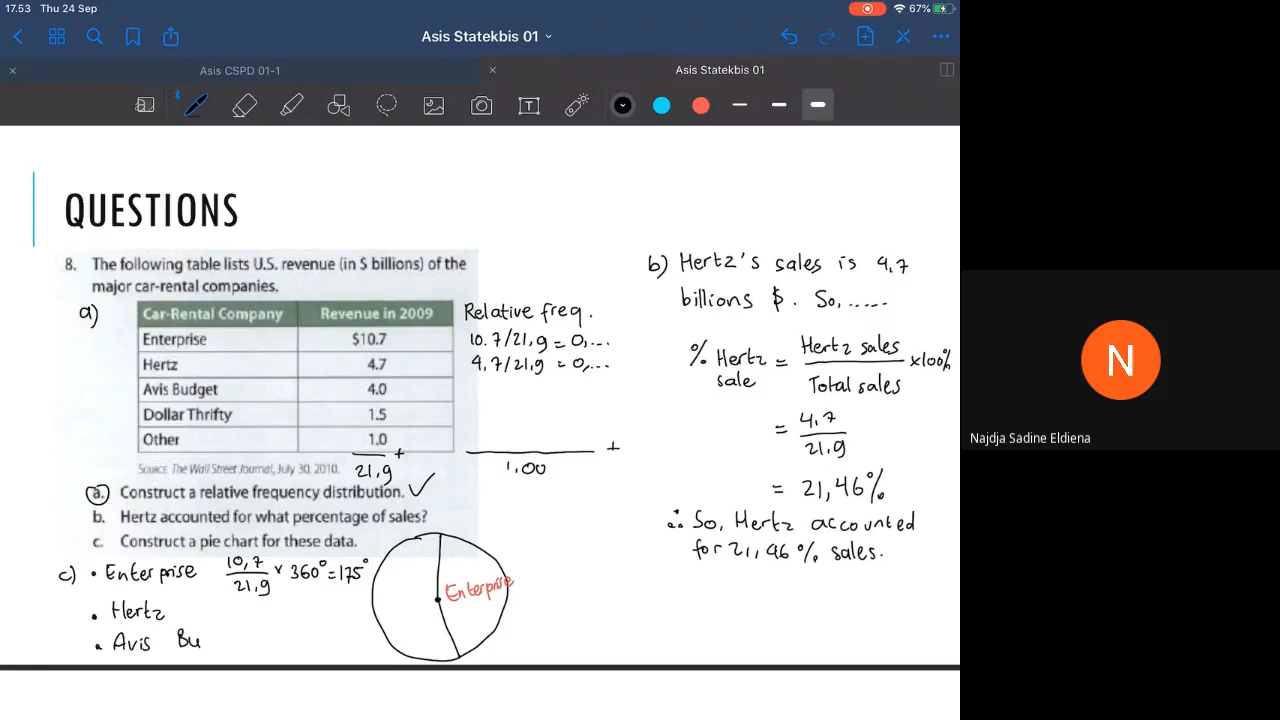 17.53 Thu 24 Sep
67%
Asis Statekbis 01
Asis CSPD 01-1
Asis Statekbis 01
QUESTIONS
8. The following table lists U.S. revenue (in $ billions) of the
major car-rental companies.
a)
Car-Rental Company Revenue in 2009 Relative freq.
Enterprise $10.7 10.7/21,9 = 0,...
Hertz 4.7 4.7/21,9 = 0,...
Avis Budget 4.0
Dollar Thrifty 1.5
Other 1.0
+ +
21,9 1,00
SOURCE: The Wall Street Journal, July 30, 2010.
a. Construct a relative frequency distribution. ✓
b. Hertz accounted for what percentage of sales?
c. Construct a pie chart for these data.
c) • Enterprise 10,7/21,9 × 360° = 175°
• Hertz
• Avis Bu
Enterprise
b) Hertz's sales is 4.7
billions $. So, .....
% Hertz sale = Hertz sales / Total sales × 100%
= 4,7/21,9
= 21,46%
∴ So, Hertz accounted
for 21,46% sales.
N
Najdja Sadine Eldiena